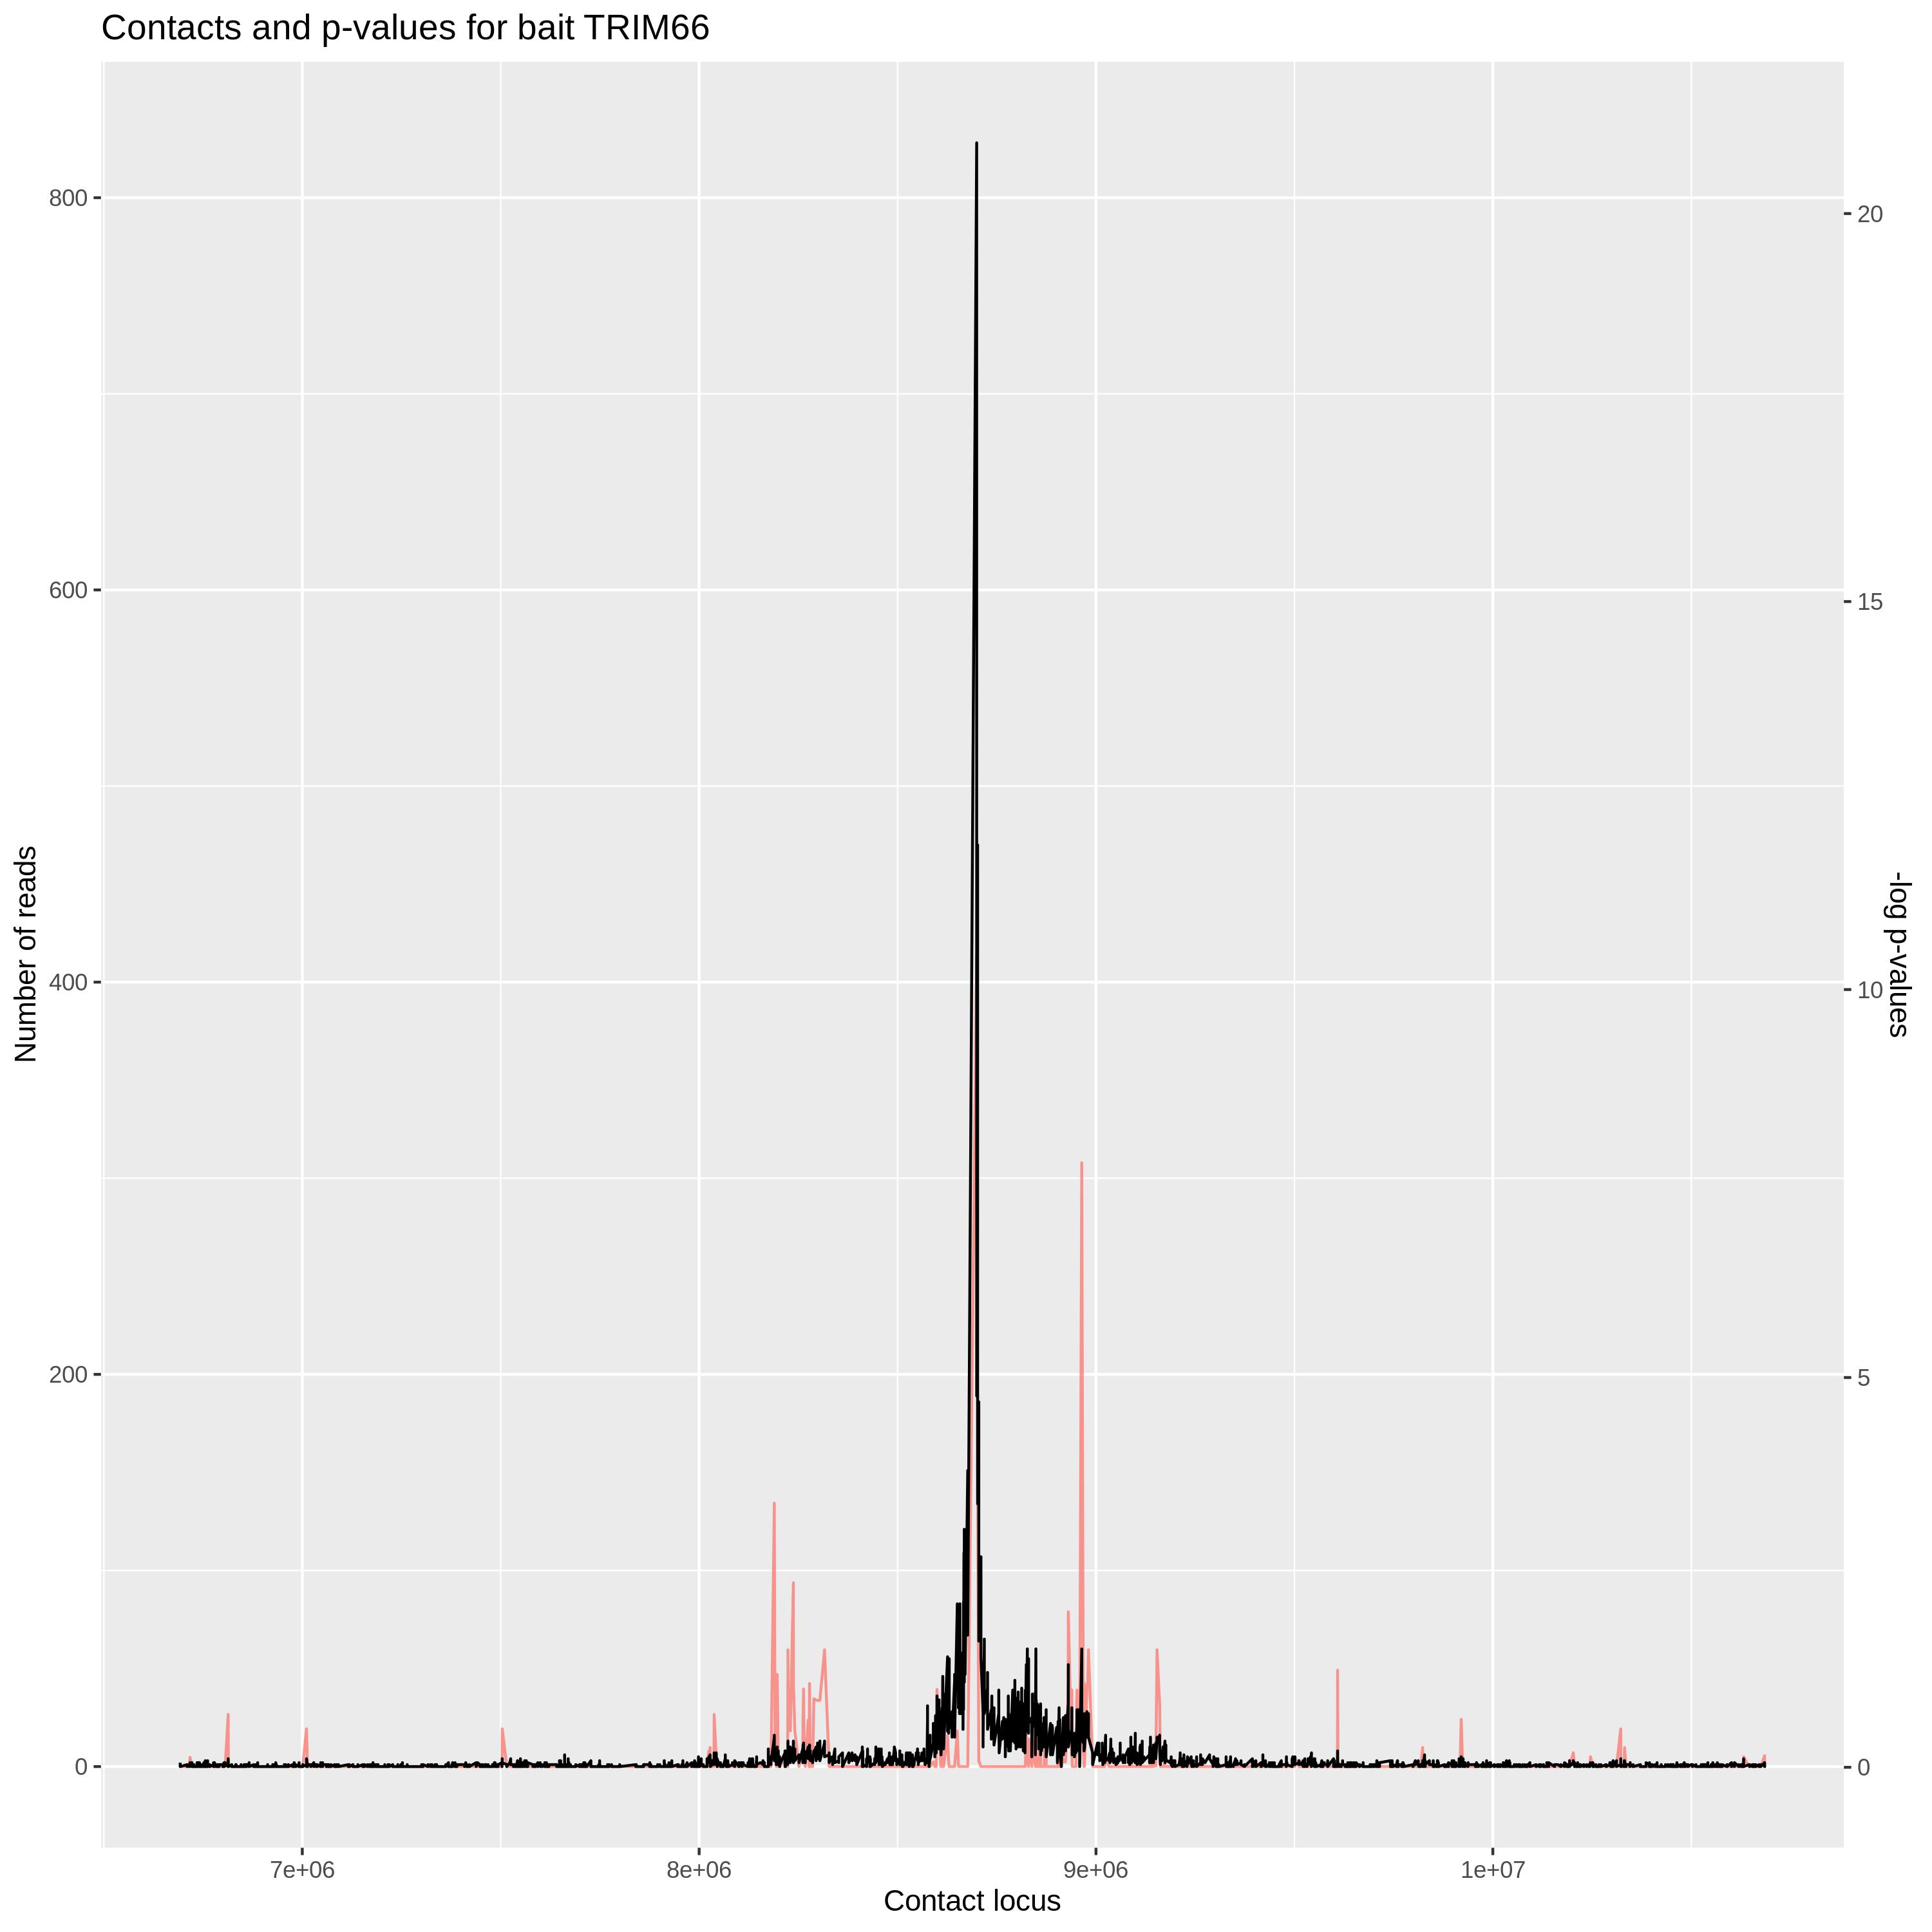 Contacts and p-values for bait TRIM66
Number of reads
800
600
400
200
0
20
15
10
5
0
-log p-values
7e+06
8e+06
9e+06
1e+07
Contact locus